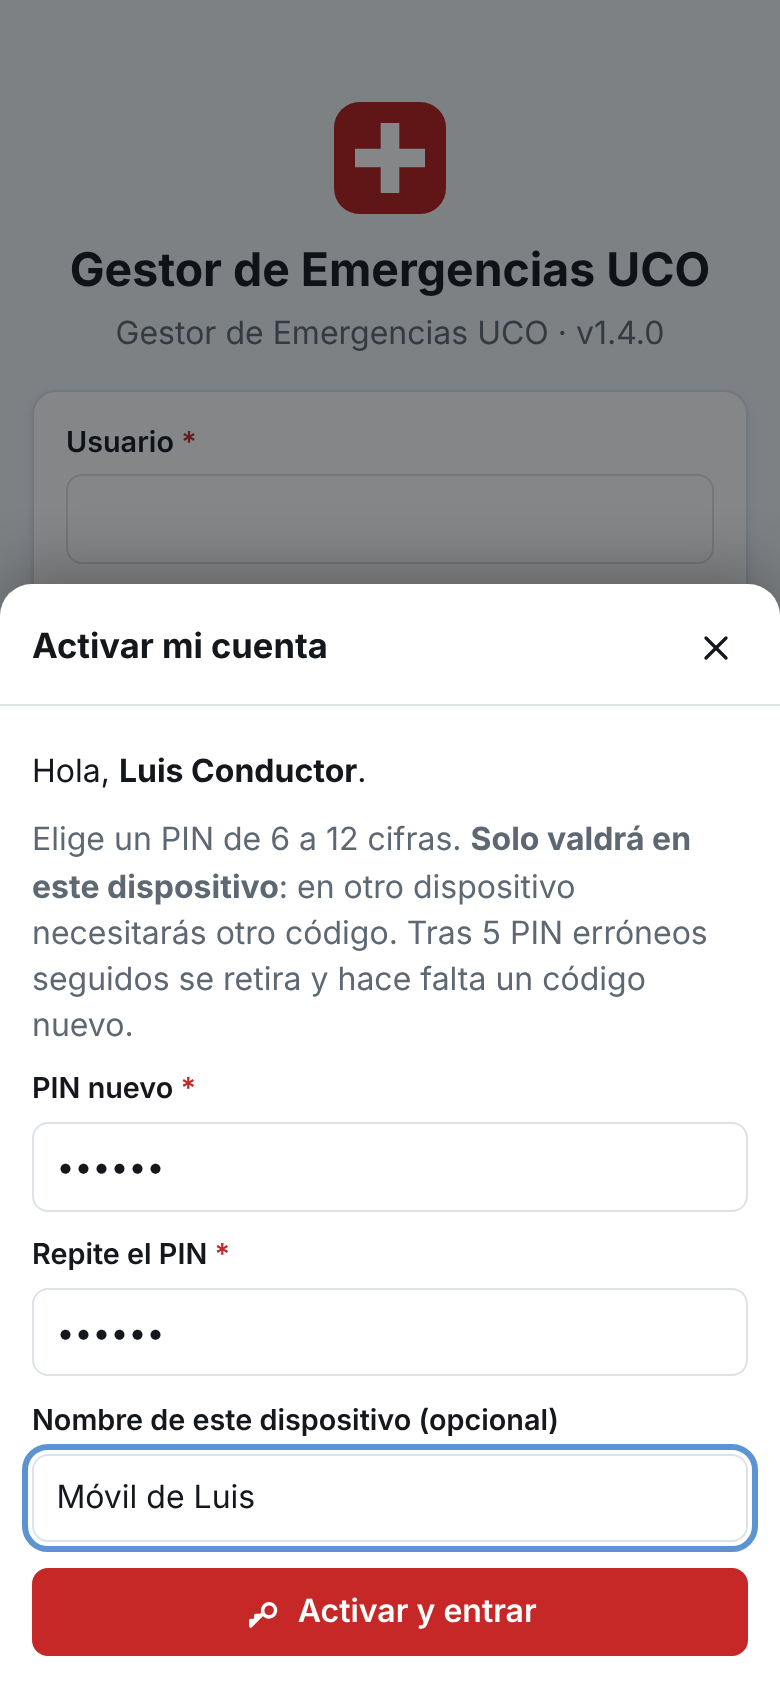 Gestor de Emergencias UCO
Gestor de Emergencias UCO · v1.4.0
Usuario *
Activar mi cuenta
Hola, Luis Conductor.
Elige un PIN de 6 a 12 cifras. Solo valdrá en
este dispositivo: en otro dispositivo
necesitarás otro código. Tras 5 PIN erróneos
seguidos se retira y hace falta un código
nuevo.
PIN nuevo *
••••••
Repite el PIN *
••••••
Nombre de este dispositivo (opcional)
Móvil de Luis
Activar y entrar